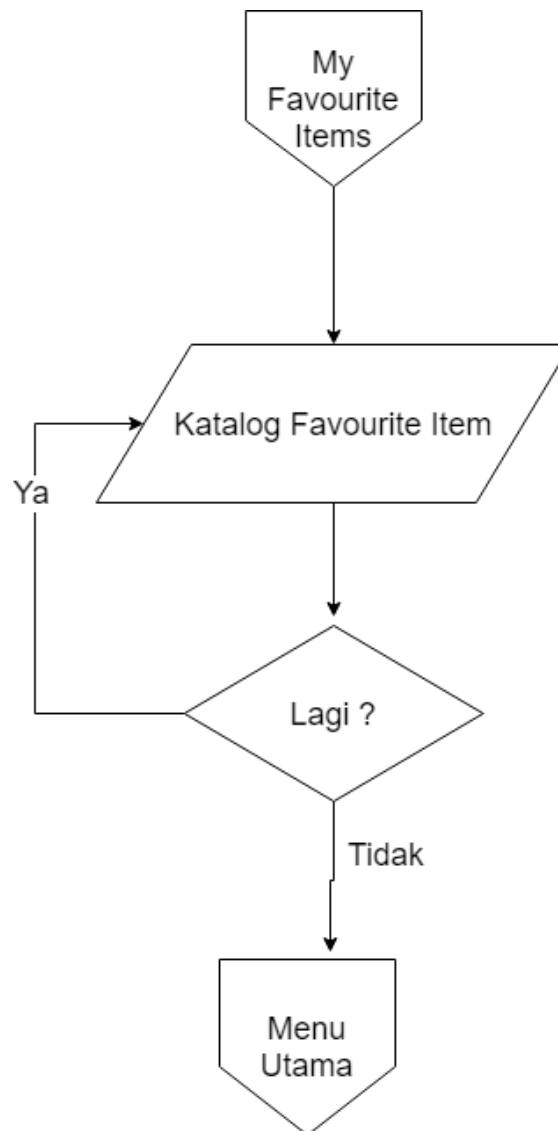 My
Favourite
Items
Katalog Favourite Item
Ya
Lagi ?
Tidak
Menu
Utama